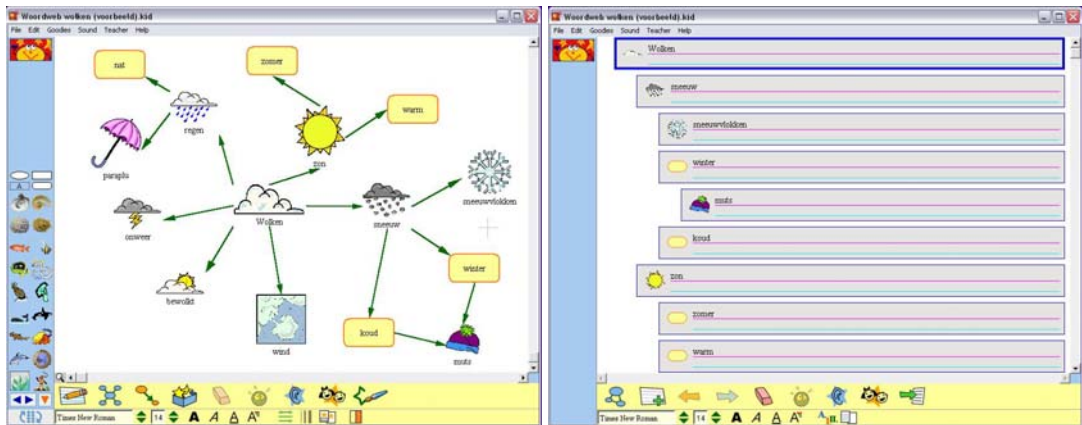 Woordweb wolken (voorbeeld).kid
File Edit Goodies Sound Teacher Help
nat
zomer
warm
regen
zon
paraplu
sneeuwvlokken
Wolken
sneeuw
onweer
winter
bewolkt
koud
wind
muts
Times New Roman 14 A A A A
Woordweb wolken (voorbeeld).kid
File Edit Goodies Sound Teacher Help
Wolken
sneeuw
sneeuwvlokken
winter
muts
koud
zon
zomer
warm
Times New Roman 14 A A A A